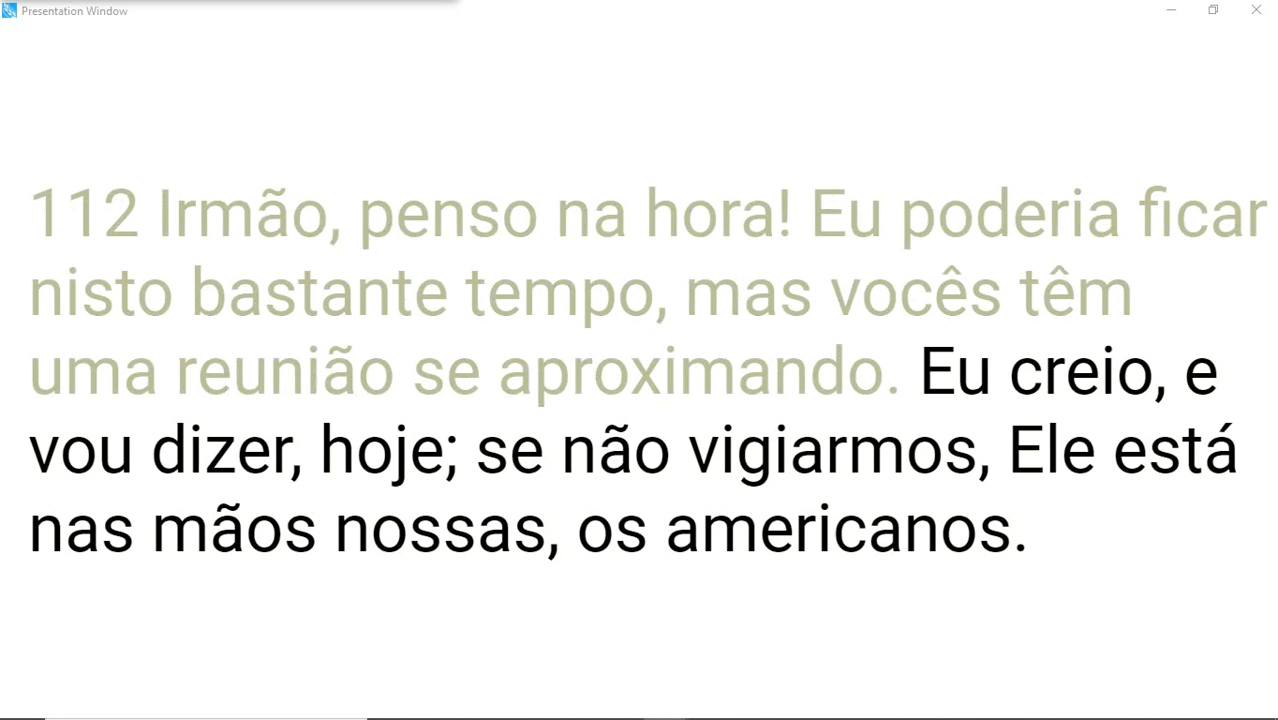 Presentation Window
112 Irmão, penso na hora! Eu poderia ficar
nisto bastante tempo, mas vocês têm
uma reunião se aproximando. Eu creio, e
vou dizer, hoje; se não vigiarmos, Ele está
nas mãos nossas, os americanos.